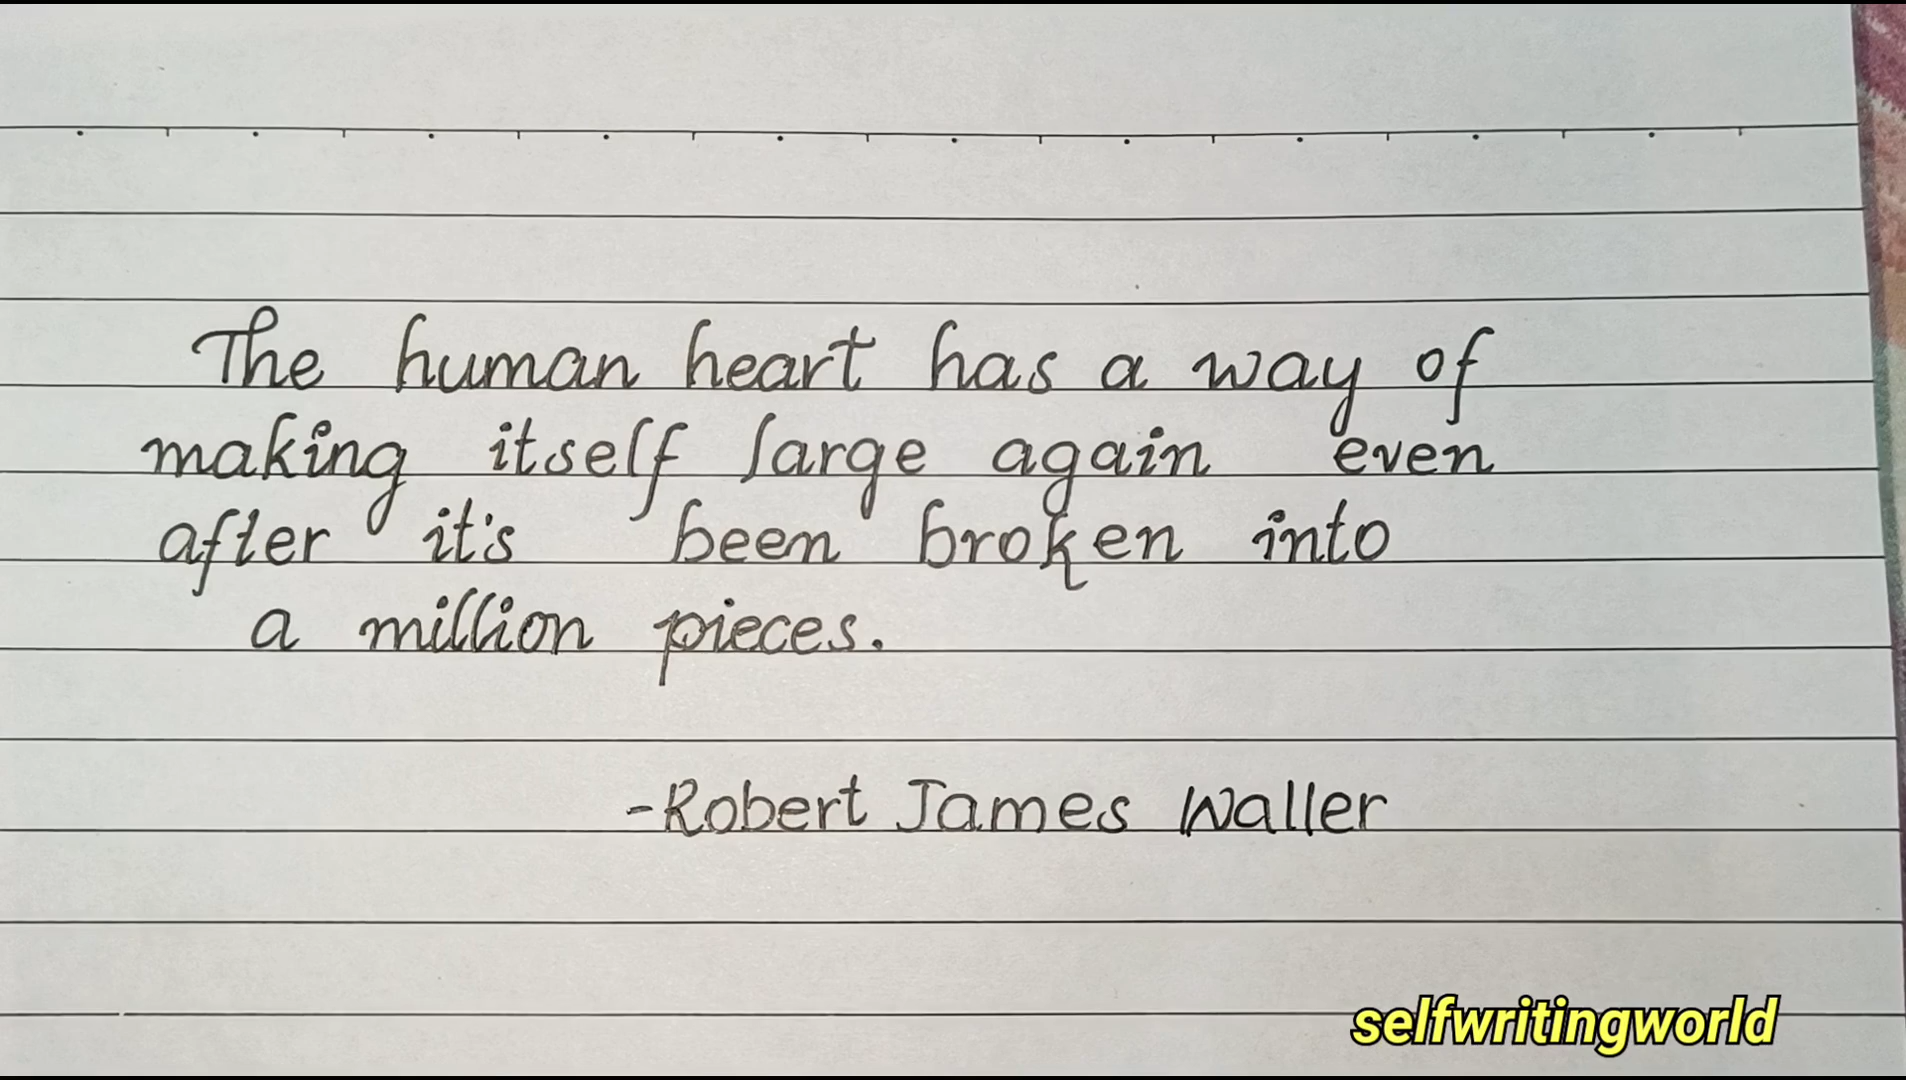 The human heart has a way of
making itself large again even
after it's been broken into
a million pieces.
-Robert James Waller
selfwritingworld